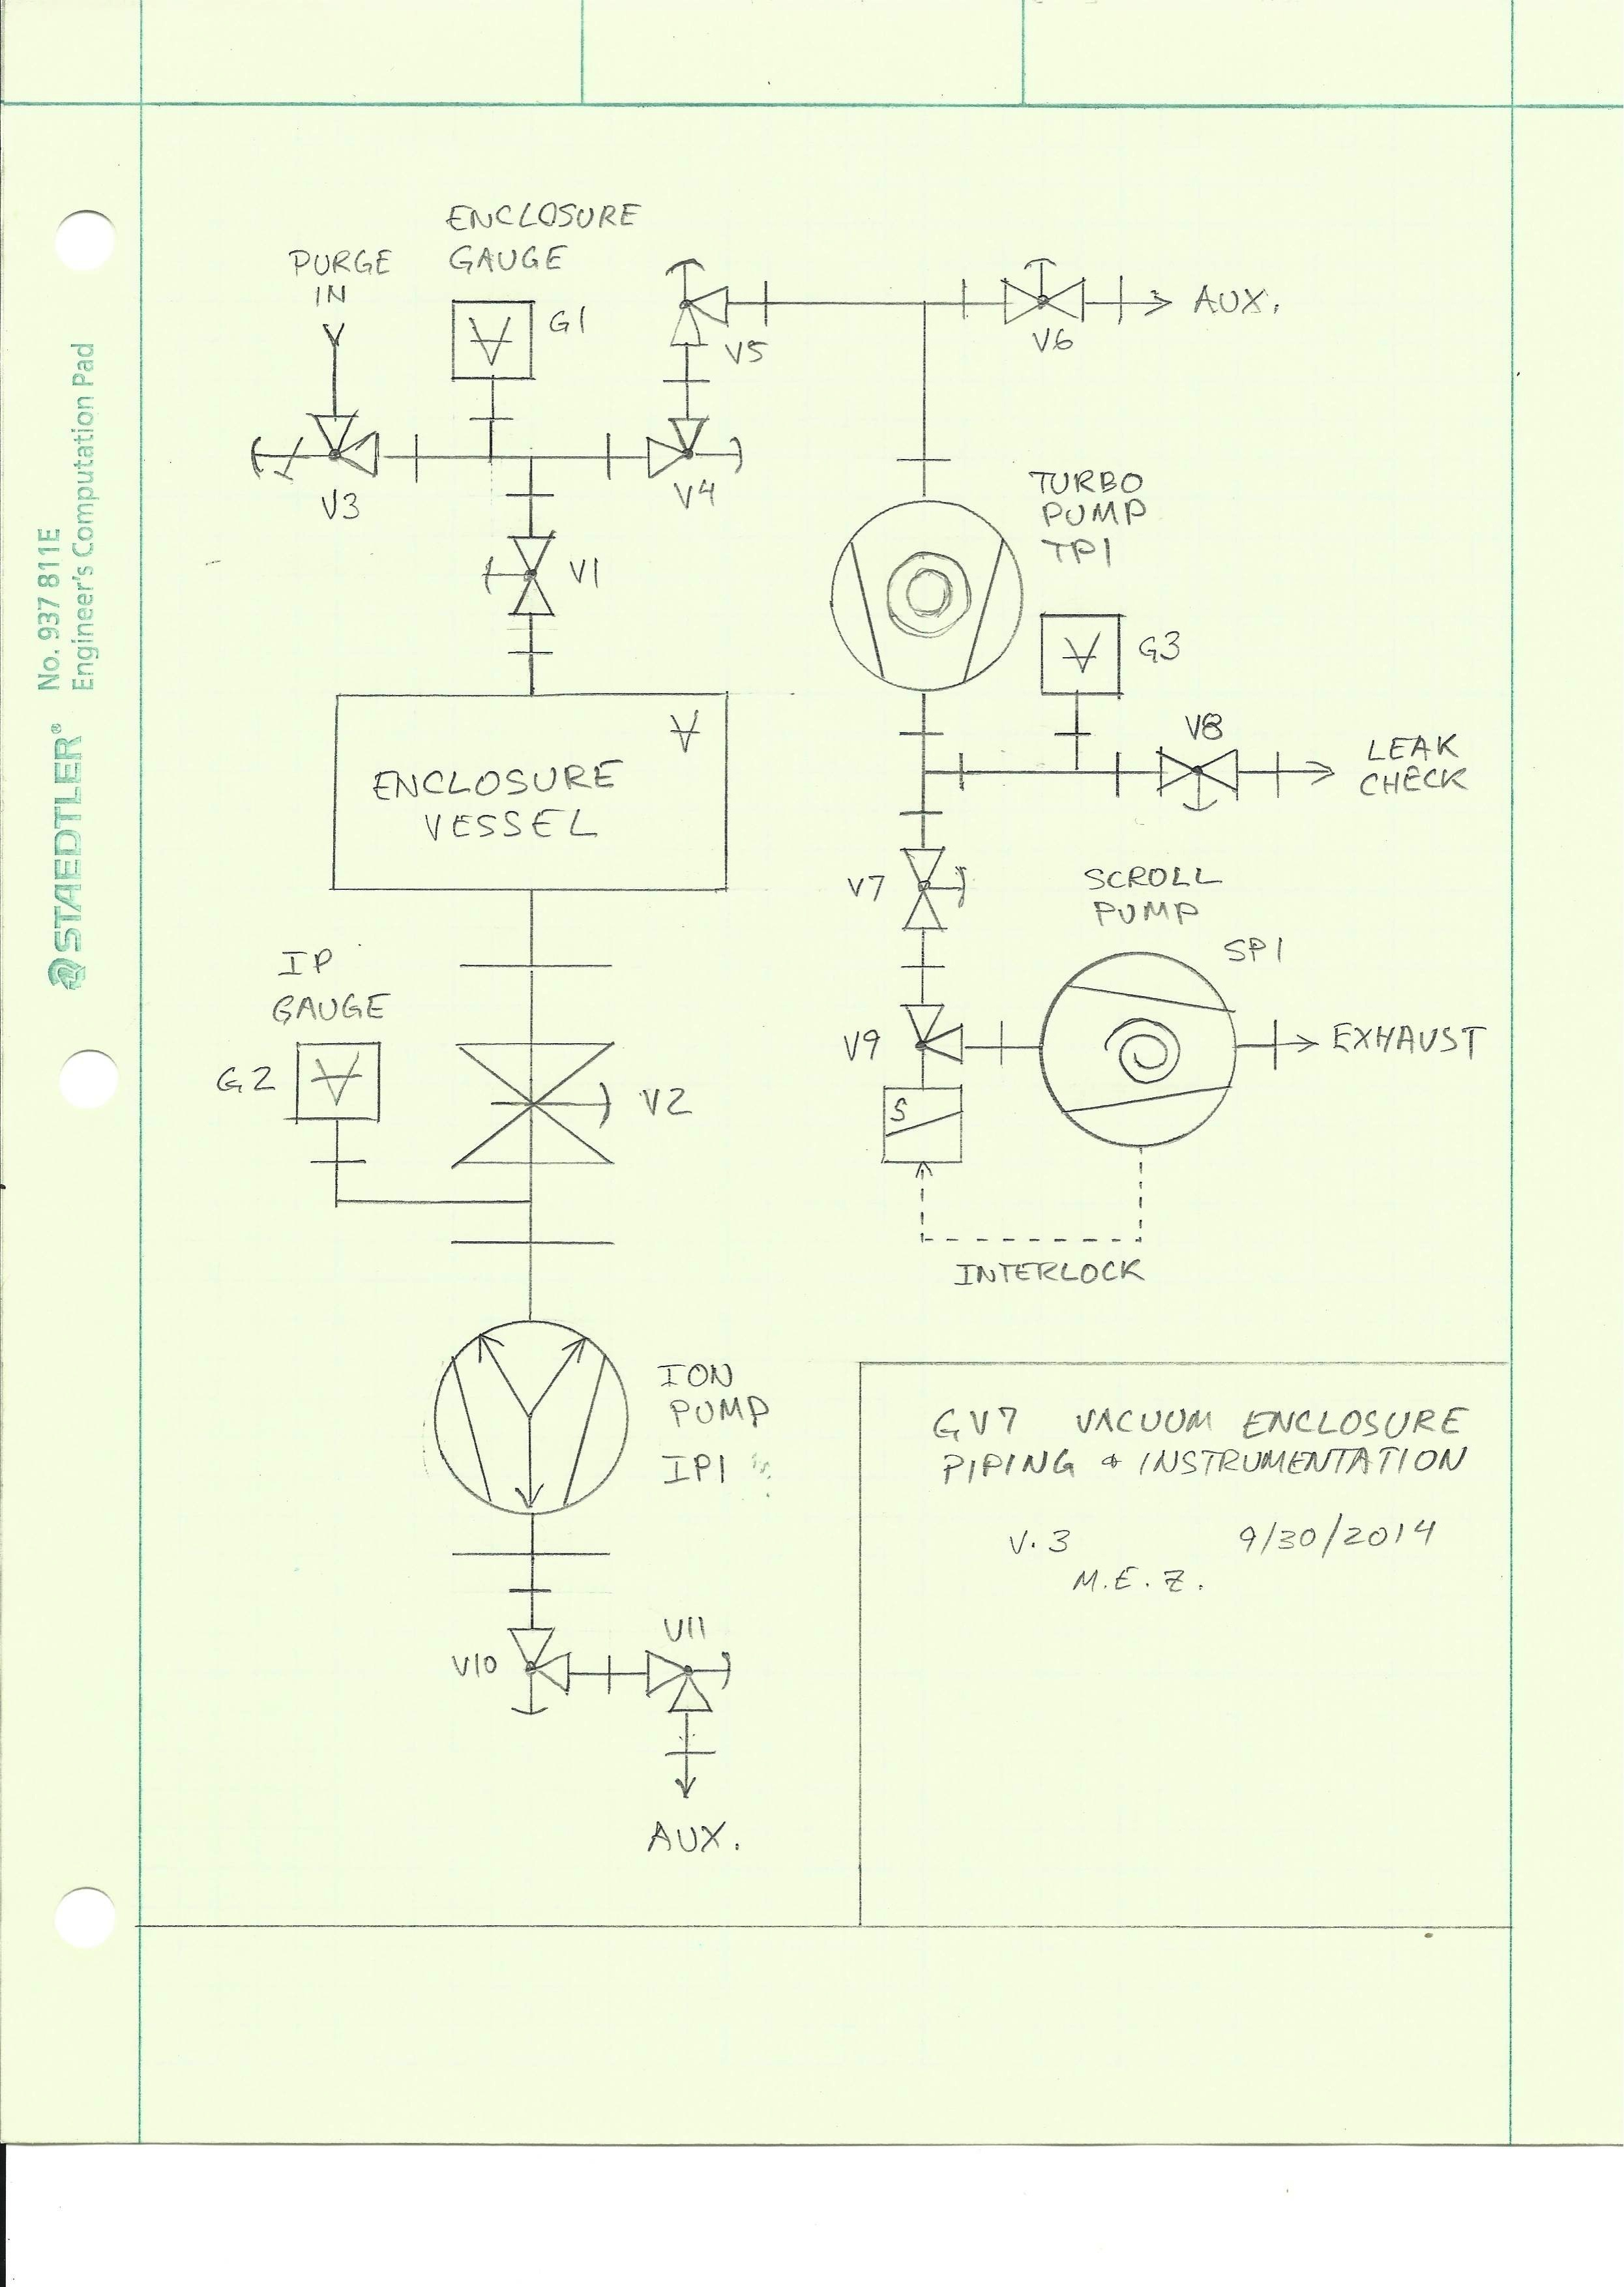 No. 937 811E
Engineer's Computation Pad
STAEDTLER®
ENCLOSURE
GAUGE
G1
PURGE
IN
V3
V4
V5
V6
AUX.
V1
TURBO
PUMP
TP1
G3
V8
LEAK
CHECK
ENCLOSURE
VESSEL
V7
SCROLL
PUMP
SP1
V9
S
EXHAUST
INTERLOCK
IP
GAUGE
G2
V2
ION
PUMP
IP1
V10
V11
AUX.
GV7 VACUUM ENCLOSURE
PIPING & INSTRUMENTATION
V.3 9/30/2014
M.E.Z.